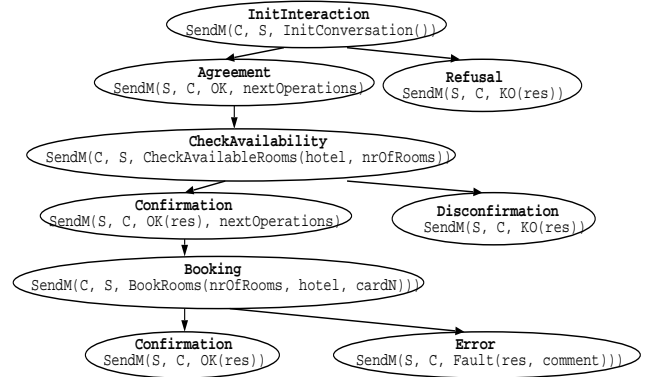 InitInteraction
SendM(C, S, InitConversation())
Agreement
SendM(S, C, OK, nextOperations)
Refusal
SendM(S, C, KO(res))
CheckAvailability
SendM(C, S, CheckAvailableRooms(hotel, nrOfRooms))
Confirmation
SendM(S, C, OK(res), nextOperations)
Disconfirmation
SendM(S, C, KO(res))
Booking
SendM(C, S, BookRooms(nrOfRooms, hotel, cardN)))
Confirmation
SendM(S, C, OK(res))
Error
SendM(S, C, Fault(res, comment)))